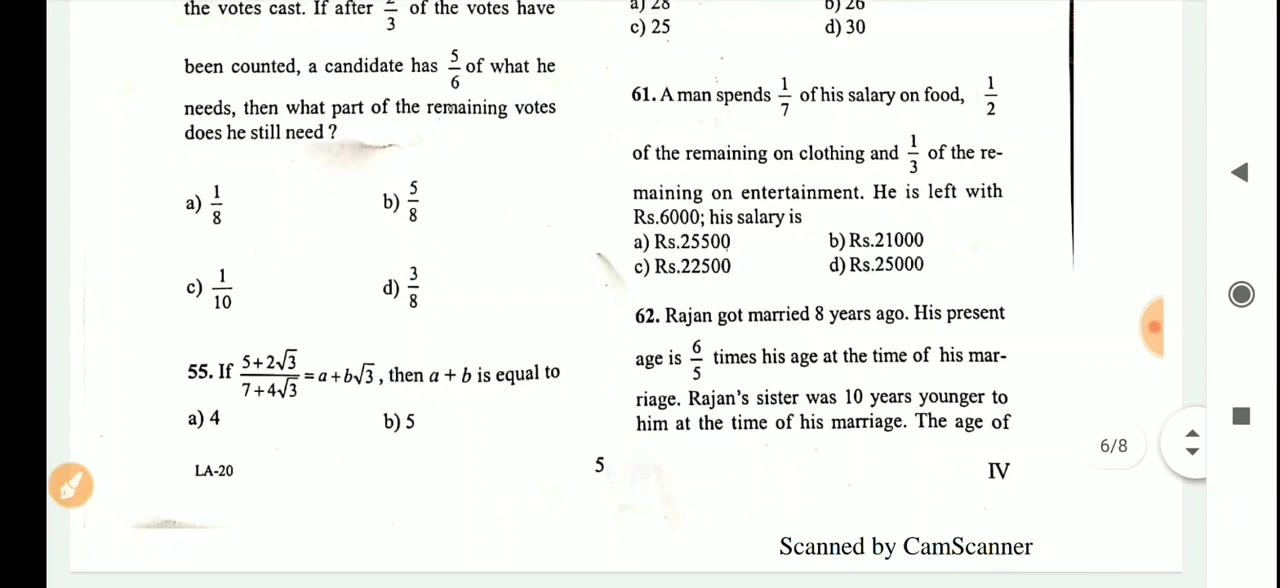 the votes cast. If after 2/3 of the votes have
been counted, a candidate has 5/6 of what he
needs, then what part of the remaining votes
does he still need ?
a) 1/8 b) 5/8
c) 1/10 d) 3/8
55. If (5+2√3)/(7+4√3) = a+b√3, then a + b is equal to
a) 4 b) 5
LA-20
5
a) 28 b) 26
c) 25 d) 30
61. A man spends 1/7 of his salary on food, 1/2
of the remaining on clothing and 1/3 of the re-
maining on entertainment. He is left with
Rs.6000; his salary is
a) Rs.25500 b) Rs.21000
c) Rs.22500 d) Rs.25000
62. Rajan got married 8 years ago. His present
age is 6/5 times his age at the time of his mar-
riage. Rajan's sister was 10 years younger to
him at the time of his marriage. The age of
IV
6/8
Scanned by CamScanner